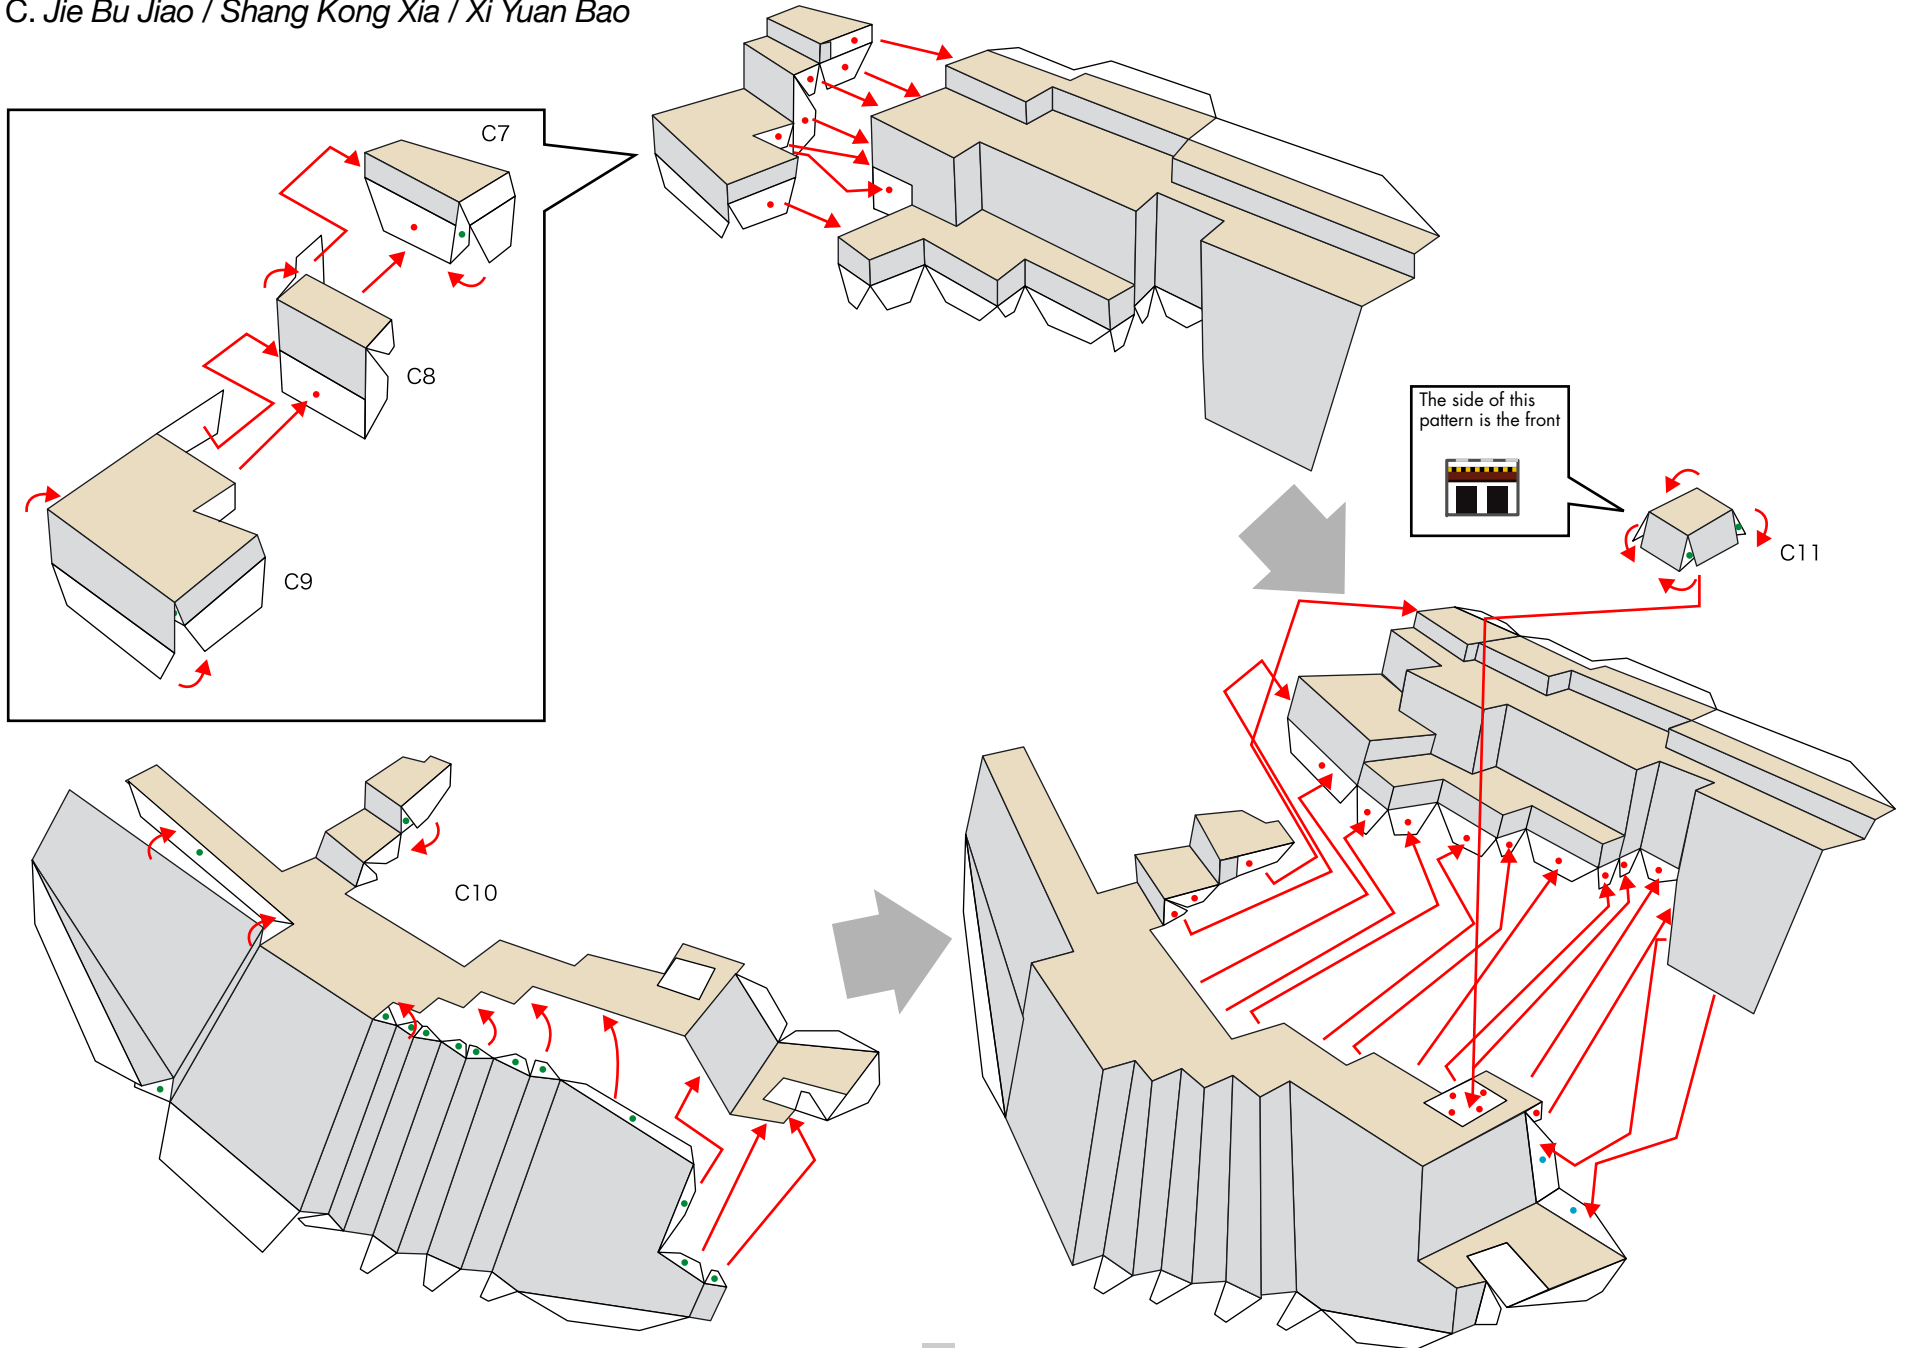 C. Jie Bu Jiao / Shang Kong Xia / Xi Yuan Bao
C7
C8
C9
The side of this
pattern is the front
C11
C10